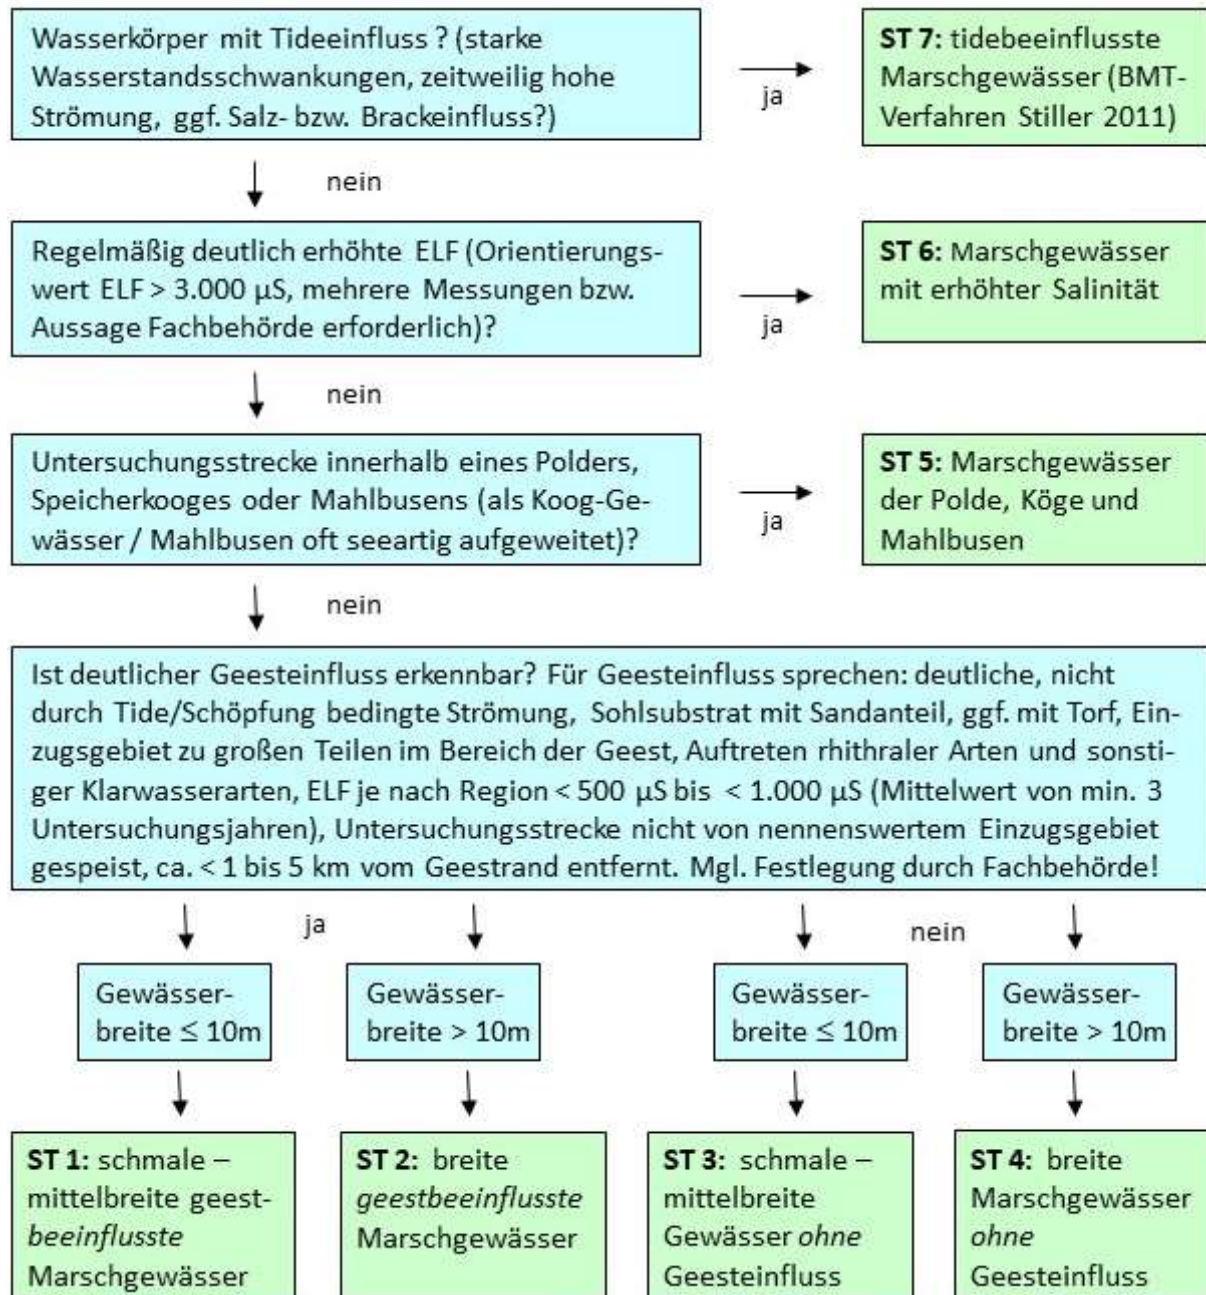 Wasserkörper mit Tideeinfluss ? (starke
Wasserstandsschwankungen, zeitweilig hohe
Strömung, ggf. Salz- bzw. Brackeinfluss?)
ja
ST 7: tidebeeinflusste
Marschgewässer (BMT-
Verfahren Stiller 2011)
nein
Regelmäßig deutlich erhöhte ELF (Orientierungs-
wert ELF > 3.000 µS, mehrere Messungen bzw.
Aussage Fachbehörde erforderlich)?
ja
ST 6: Marschgewässer
mit erhöhter Salinität
nein
Untersuchungsstrecke innerhalb eines Polders,
Speicherkooges oder Mahlbusens (als Koog-Ge-
wässer / Mahlbusen oft seeartig aufgeweitet)?
ja
ST 5: Marschgewässer
der Polde, Köge und
Mahlbusen
nein
Ist deutlicher Geesteinfluss erkennbar? Für Geesteinfluss sprechen: deutliche, nicht
durch Tide/Schöpfung bedingte Strömung, Sohlsubstrat mit Sandanteil, ggf. mit Torf, Ein-
zugsgebiet zu großen Teilen im Bereich der Geest, Auftreten rhithraler Arten und sonsti-
ger Klarwasserarten, ELF je nach Region < 500 µS bis < 1.000 µS (Mittelwert von min. 3
Untersuchungsjahren), Untersuchungsstrecke nicht von nennenswertem Einzugsgebiet
gespeist, ca. < 1 bis 5 km vom Geestrand entfernt. Mgl. Festlegung durch Fachbehörde!
ja
nein
Gewässer-
breite ≤ 10m
Gewässer-
breite > 10m
Gewässer-
breite ≤ 10m
Gewässer-
breite > 10m
ST 1: schmale –
mittelbreite geest-
beeinflusste
Marschgewässer
ST 2: breite
geestbeeinflusste
Marschgewässer
ST 3: schmale –
mittelbreite
Gewässer ohne
Geesteinfluss
ST 4: breite
Marschgewässer
ohne
Geesteinfluss